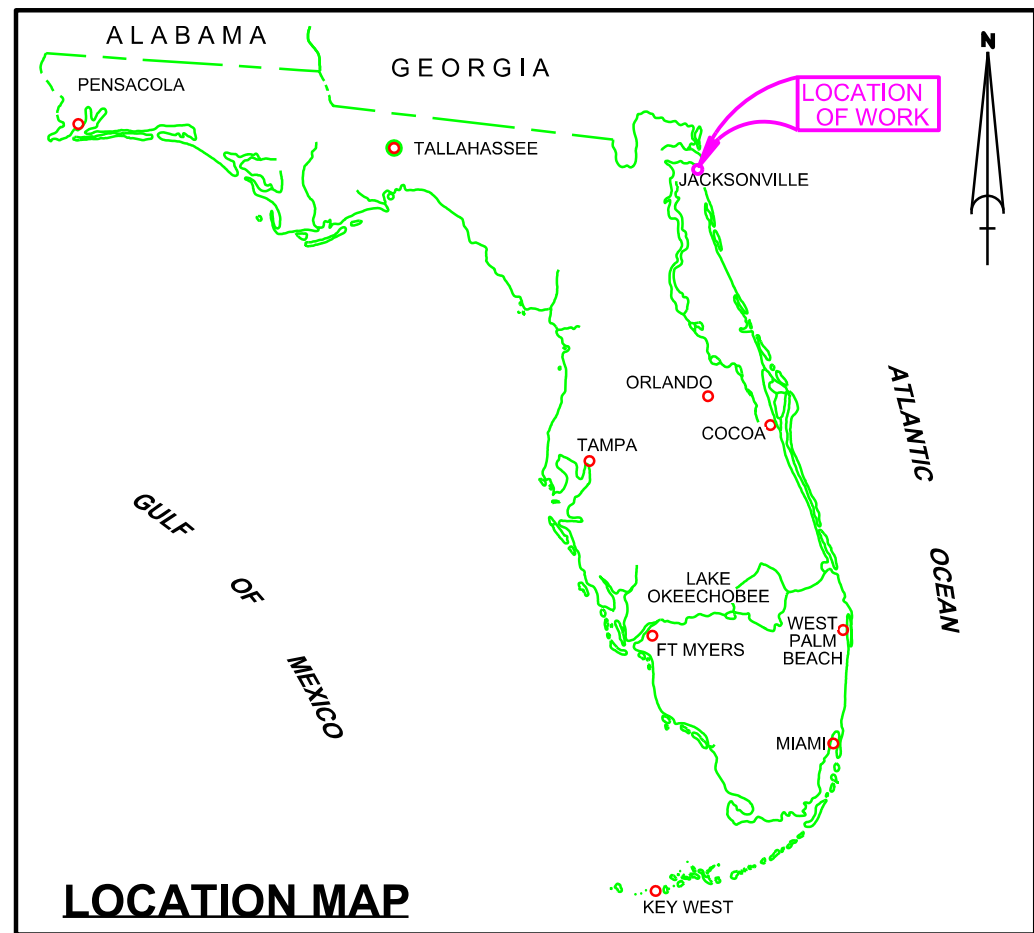 ALABAMA
GEORGIA
N
PENSACOLA
LOCATION
OF WORK
TALLAHASSEE
JACKSONVILLE
ORLANDO
COCOA
TAMPA
ATLANTIC
OCEAN
GULF
OF
MEXICO
LAKE
OKEECHOBEE
FT MYERS
WEST
PALM
BEACH
MIAMI
KEY WEST
LOCATION MAP